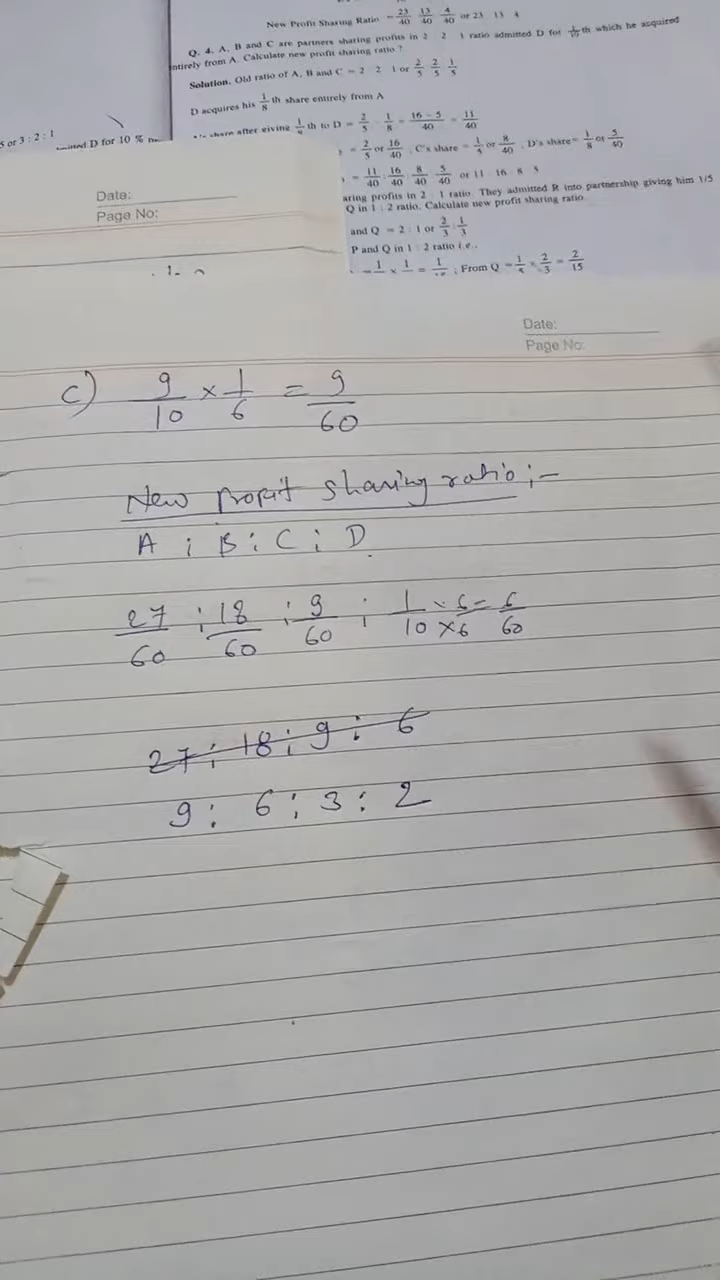 New Profit Sharing Ratio = 23/40 13/40 4/40 or 23 13 4
Q. 4. A, B and C are partners sharing profits in 2 2 1 ratio admitted D for th which he acquired
ntirely from A. Calculate new profit sharing ratio ?
Solution. Old ratio of A, B and C = 2 2 1 or 2/5 2/5 1/5
D acquires his 1/8 th share entirely from A
share after giving th to D = 2/5 - 1/8 = 16 - 5/40 = 11/40
= 2/5 or 16/40, C's share = 1/5 or 8/40, D's share = 1/8 or 5/40
= 11/40 : 16/40 8/40 5/40 or 11 16 8 5
5 or 3 : 2 : 1
mitted D for 10 %
aring profits in 2 1 ratio. They admitted R into partnership giving him 1/5
Q in 1 : 2 ratio. Calculate new profit sharing ratio
and Q = 2 : 1 or 2/3 : 1/3
P and Q in 1 : 2 ratio i.e.,
; From Q = 1/5 × 2/3 = 2/15
Date:
Page No:
Date:
Page No:
c) 9/10 × 1/6 = 9/60
New profit sharing ratio :-
A : B : C : D
27/60 : 18/60 : 9/60 : 1/10 × 6/×6 = 6/60
27 : 18 : 9 : 6
9 : 6 : 3 : 2